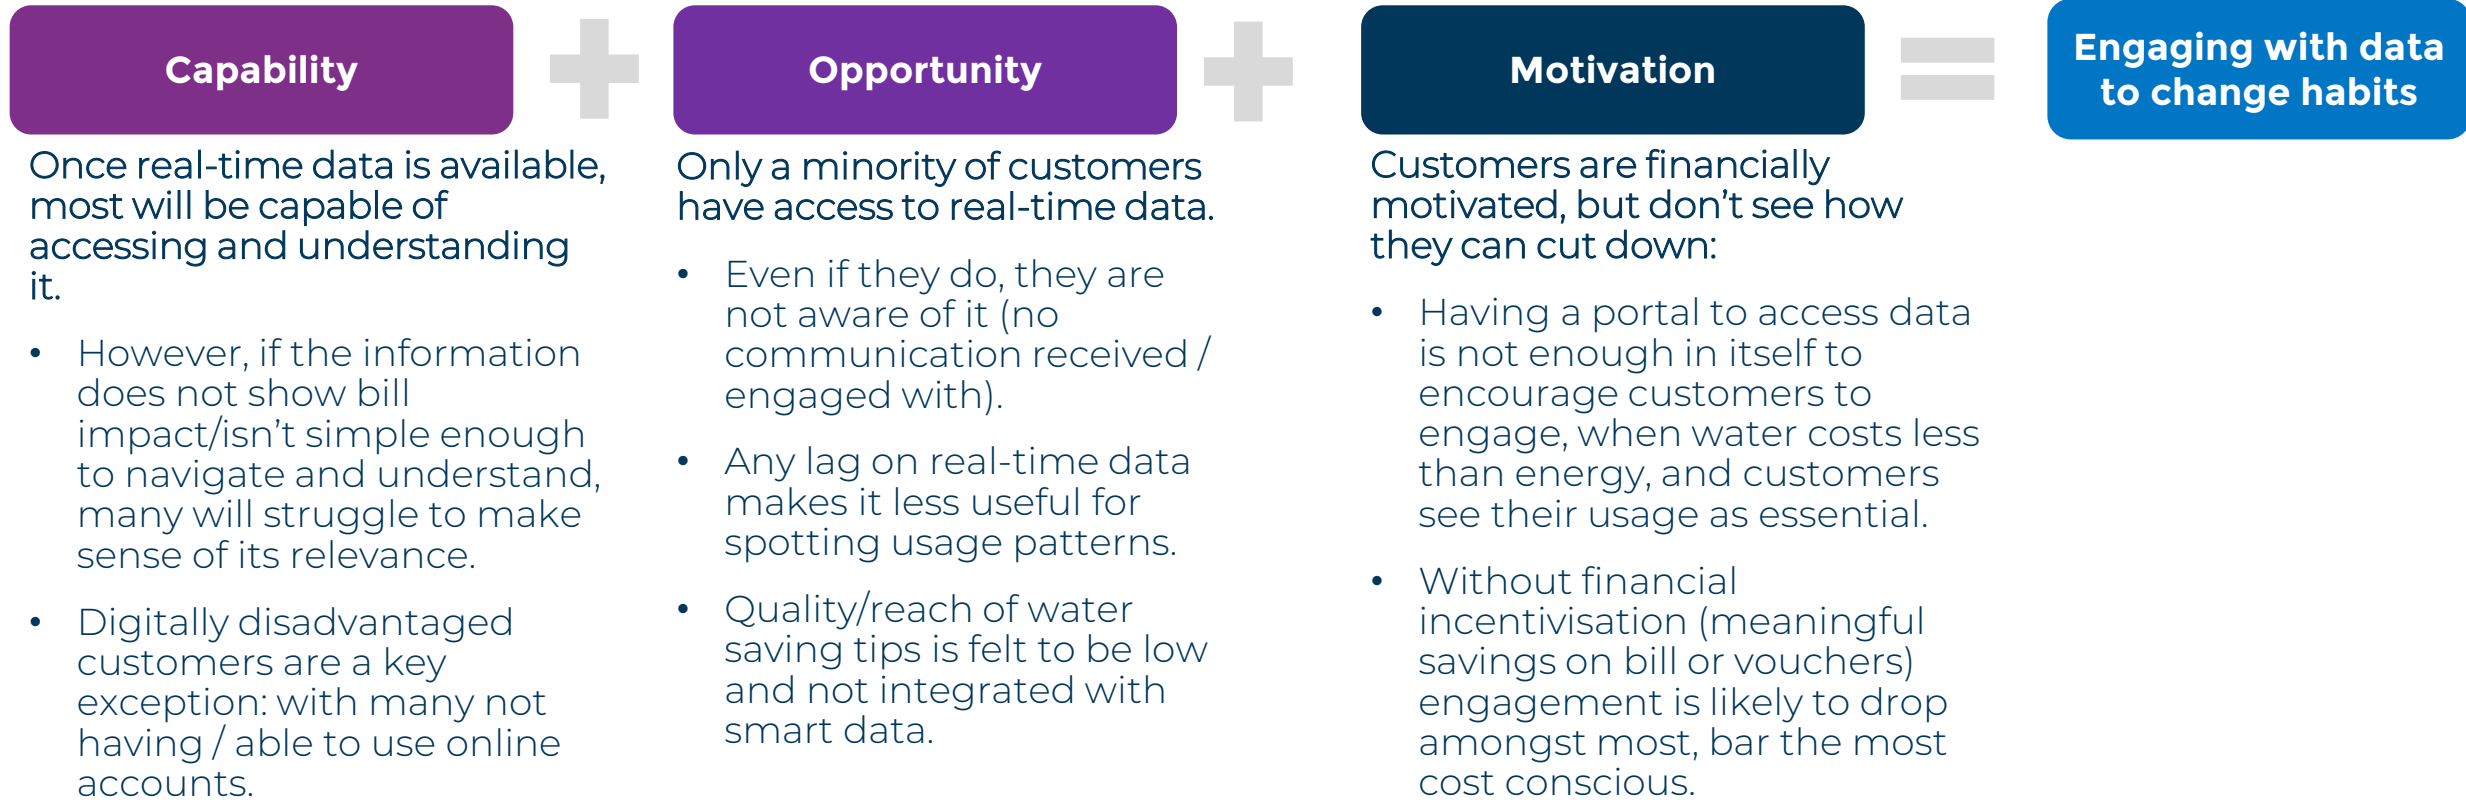 Capability
Once real-time data is available,
most will be capable of
accessing and understanding
it.
• However, if the information
does not show bill
impact/isn’t simple enough
to navigate and understand,
many will struggle to make
sense of its relevance.
• Digitally disadvantaged
customers are a key
exception: with many not
having / able to use online
accounts.
Opportunity
Only a minority of customers
have access to real-time data.
• Even if they do, they are
not aware of it (no
communication received /
engaged with).
• Any lag on real-time data
makes it less useful for
spotting usage patterns.
• Quality/reach of water
saving tips is felt to be low
and not integrated with
smart data.
Motivation
Customers are financially
motivated, but don’t see how
they can cut down:
• Having a portal to access data
is not enough in itself to
encourage customers to
engage, when water costs less
than energy, and customers
see their usage as essential.
• Without financial
incentivisation (meaningful
savings on bill or vouchers)
engagement is likely to drop
amongst most, bar the most
cost conscious.
Engaging with data
to change habits